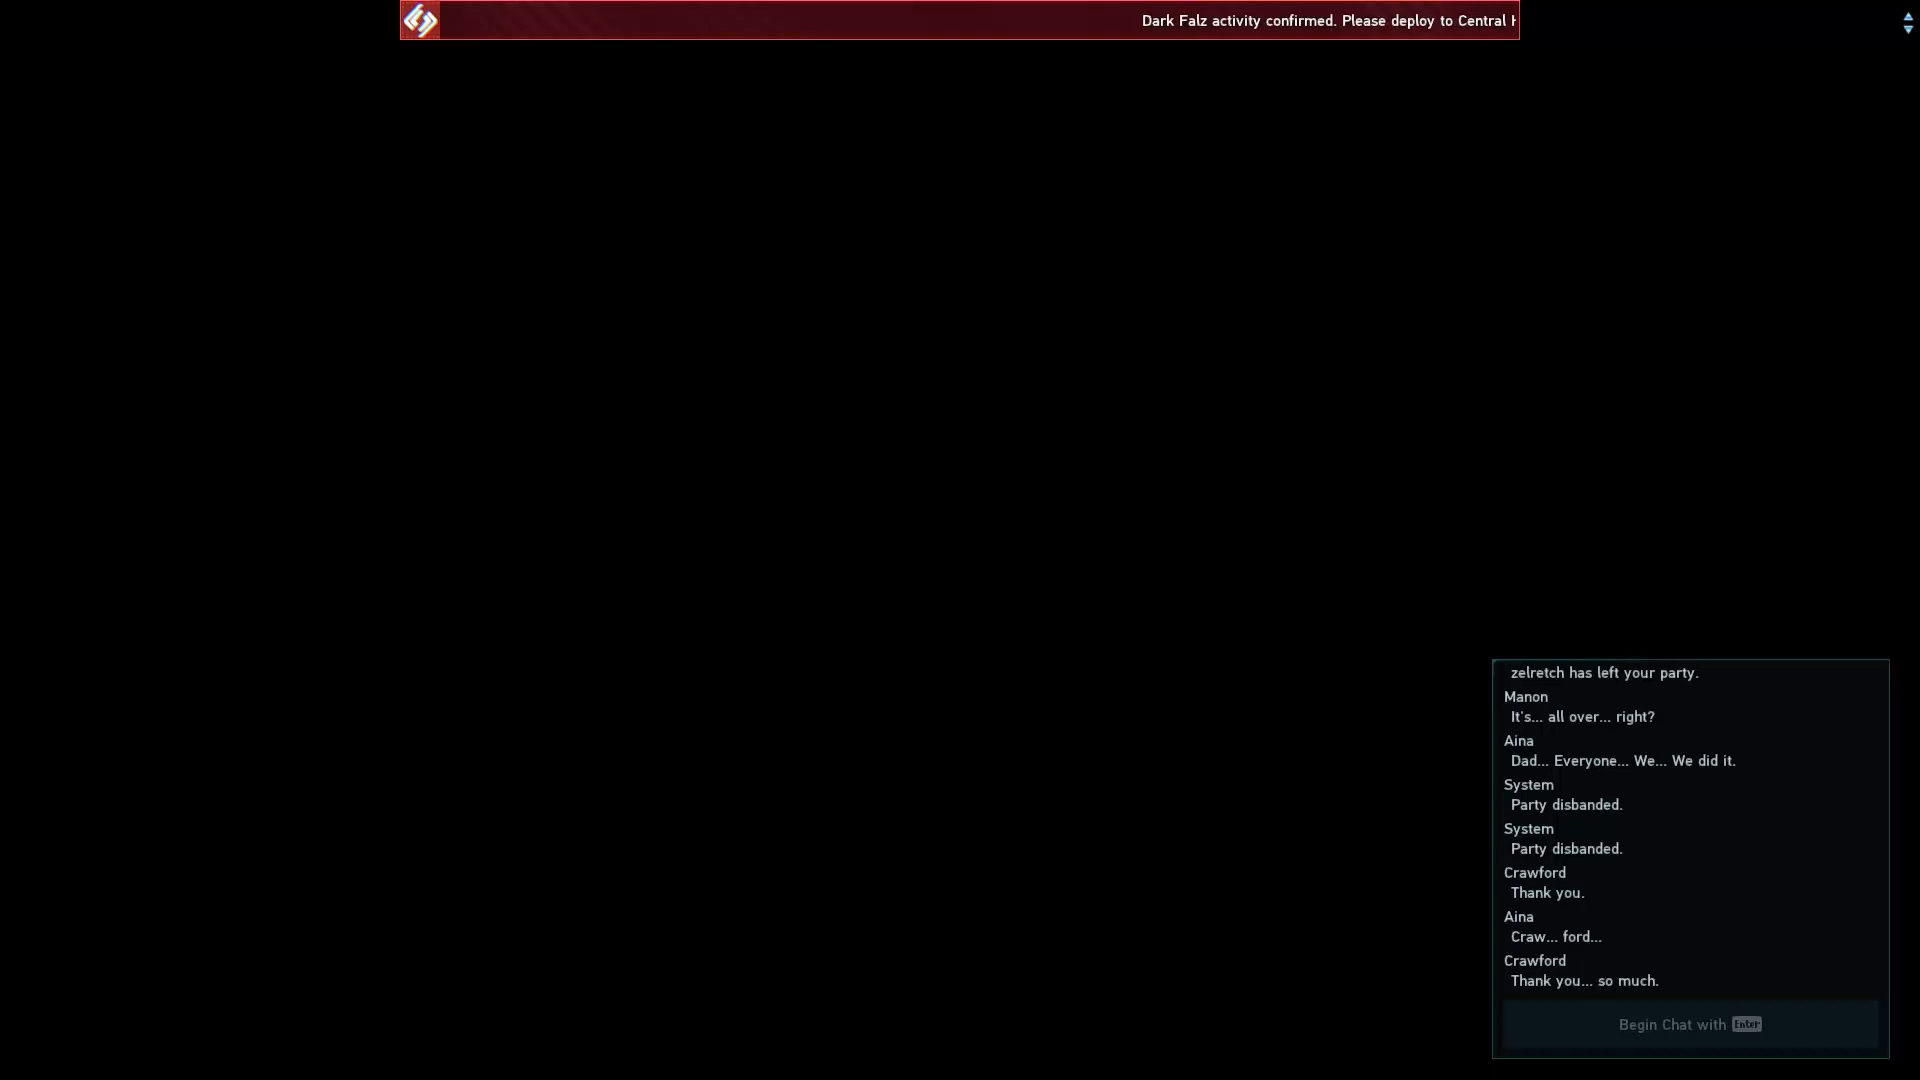 Dark Falz activity confirmed. Please deploy to Central
zelretch has left your party.
Manon
It's... all over... right?
Aina
Dad... Everyone... We... We did it.
System
Party disbanded.
System
Party disbanded.
Crawford
Thank you.
Aina
Craw... ford...
Crawford
Thank you... so much.
Begin Chat with Enter